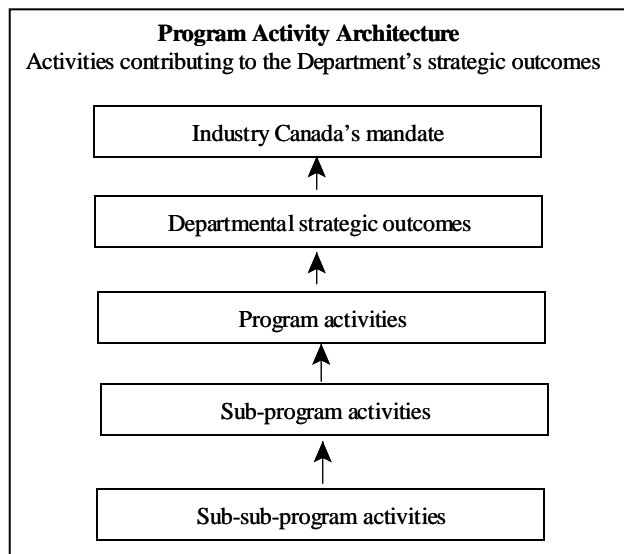 Program Activity Architecture
Activities contributing to the Department's strategic outcomes
Industry Canada's mandate
Departmental strategic outcomes
Program activities
Sub-program activities
Sub-sub-program activities